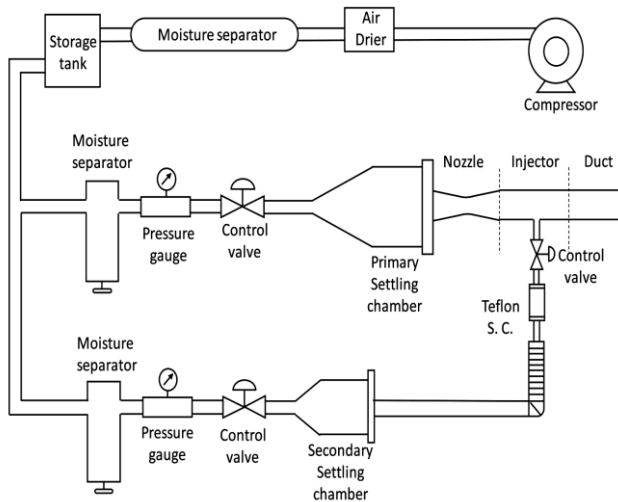 Storage
tank
Moisture separator
Air
Drier
Compressor
Moisture
separator
Pressure
gauge
Control
valve
Primary
Settling
chamber
Nozzle
Injector
Duct
Control
valve
Teflon
S. C.
Moisture
separator
Pressure
gauge
Control
valve
Secondary
Settling
chamber